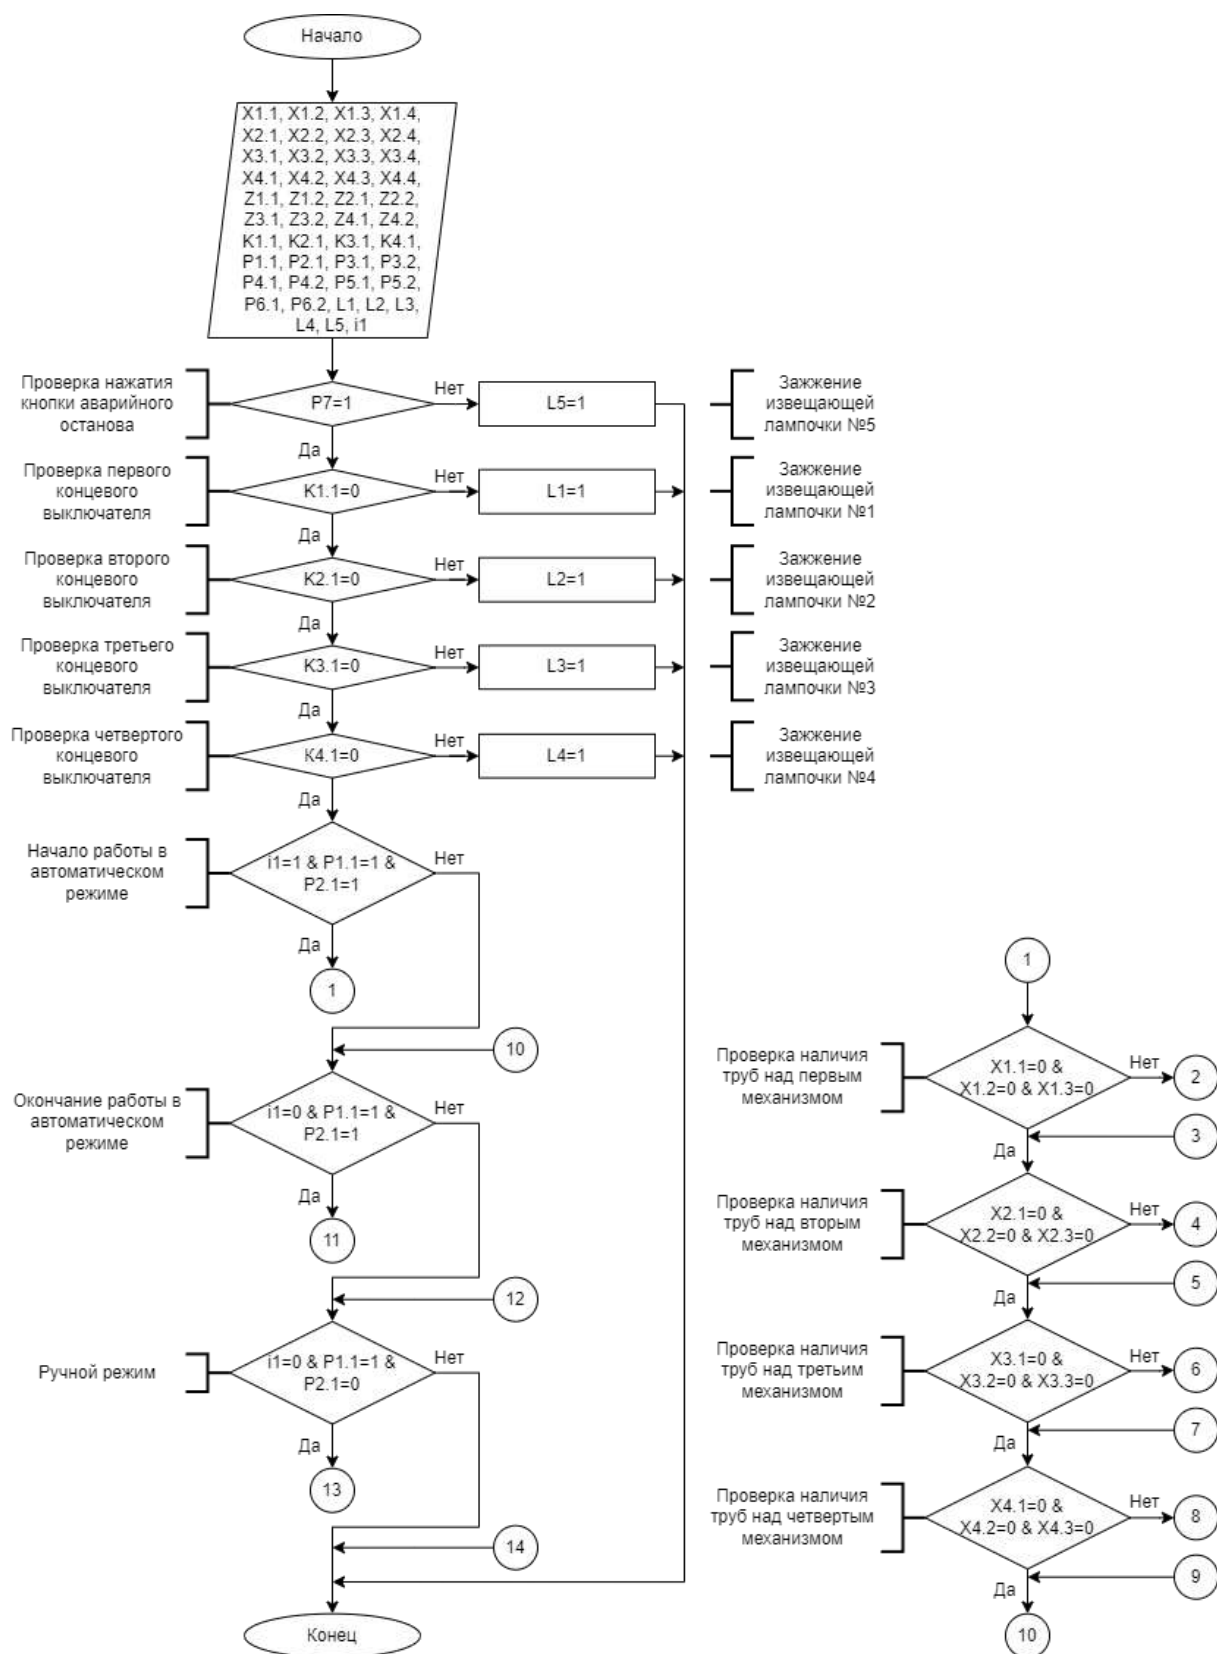 Начало
X1.1, X1.2, X1.3, X1.4,
X2.1, X2.2, X2.3, X2.4,
X3.1, X3.2, X3.3, X3.4,
X4.1, X4.2, X4.3, X4.4,
Z1.1, Z1.2, Z2.1, Z2.2,
Z3.1, Z3.2, Z4.1, Z4.2,
K1.1, K2.1, K3.1, K4.1,
P1.1, P2.1, P3.1, P3.2,
P4.1, P4.2, P5.1, P5.2,
P6.1, P6.2, L1, L2, L3,
L4, L5, i1
Проверка нажатия
кнопки аварийного
останова
P7=1
Нет
L5=1
Зажжение
извещающей
лампочки №5
Да
Проверка первого
концевого
выключателя
K1.1=0
Нет
L1=1
Зажжение
извещающей
лампочки №1
Да
Проверка второго
концевого
выключателя
K2.1=0
Нет
L2=1
Зажжение
извещающей
лампочки №2
Да
Проверка третьего
концевого
выключателя
K3.1=0
Нет
L3=1
Зажжение
извещающей
лампочки №3
Да
Проверка четвертого
концевого
выключателя
K4.1=0
Нет
L4=1
Зажжение
извещающей
лампочки №4
Да
Начало работы в
автоматическом
режиме
i1=1 & P1.1=1 &
P2.1=1
Нет
Да
1
10
Окончание работы в
автоматическом
режиме
i1=0 & P1.1=1 &
P2.1=1
Нет
Да
11
12
Ручной режим
i1=0 & P1.1=1 &
P2.1=0
Нет
Да
13
14
Конец
1
Проверка наличия
труб над первым
механизмом
X1.1=0 &
X1.2=0 & X1.3=0
Нет
2
3
Да
Проверка наличия
труб над вторым
механизмом
X2.1=0 &
X2.2=0 & X2.3=0
Нет
4
5
Да
Проверка наличия
труб над третьим
механизмом
X3.1=0 &
X3.2=0 & X3.3=0
Нет
6
7
Да
Проверка наличия
труб над четвертым
механизмом
X4.1=0 &
X4.2=0 & X4.3=0
Нет
8
9
Да
10